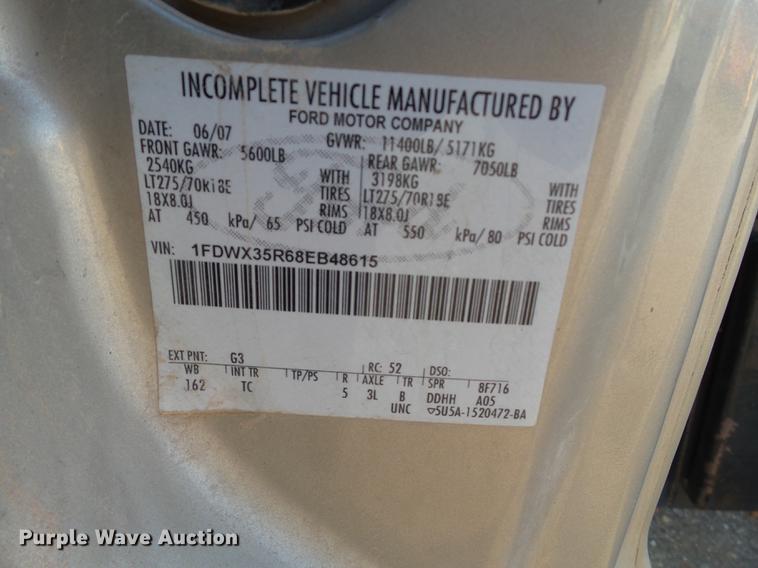 INCOMPLETE VEHICLE MANUFACTURED BY
FORD MOTOR COMPANY
DATE: 06/07 GVWR: 11400LB/ 5171KG
FRONT GAWR: 5600LB REAR GAWR: 7050LB
2540KG WITH 3198KG WITH
LT275/70R18E TIRES LT275/70R18E TIRES
18X8.0J RIMS 18X8.0J RIMS
AT 450 kPa/ 65 PSI COLD AT 550 kPa/ 80 PSI COLD
VIN: 1FDWX35R68EB48615
EXT PNT: G3 RC: 52 DSO:
WB INT TR TP/PS R AXLE TR SPR 8F716
162 TC 5 3L B DDHH A05
UNC ▽5U5A-1520472-BA
Purple Wave Auction